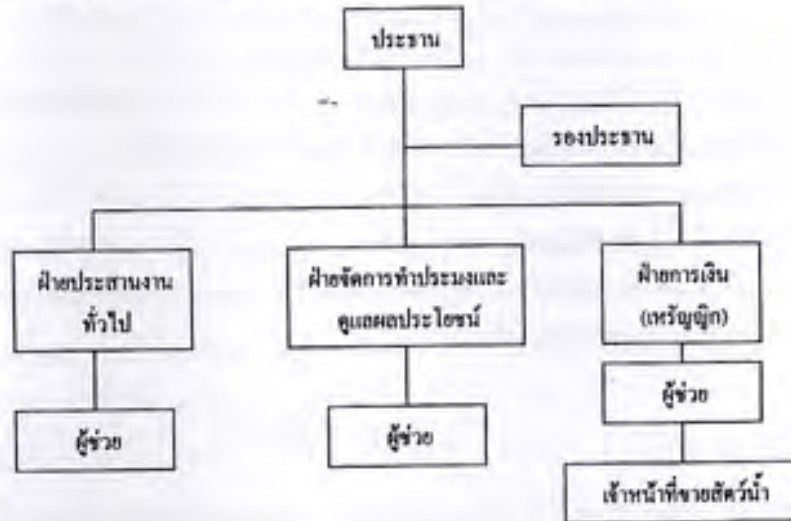 ประธาน
รองประธาน
ฝ่ายประสานงาน
ทั่วไป
ฝ่ายจัดการทำประมงและ
ดูแลผลประโยชน์
ฝ่ายการเงิน
(เหรัญญิก)
ผู้ช่วย
ผู้ช่วย
ผู้ช่วย
เจ้าหน้าที่ขายสัตว์น้ำ